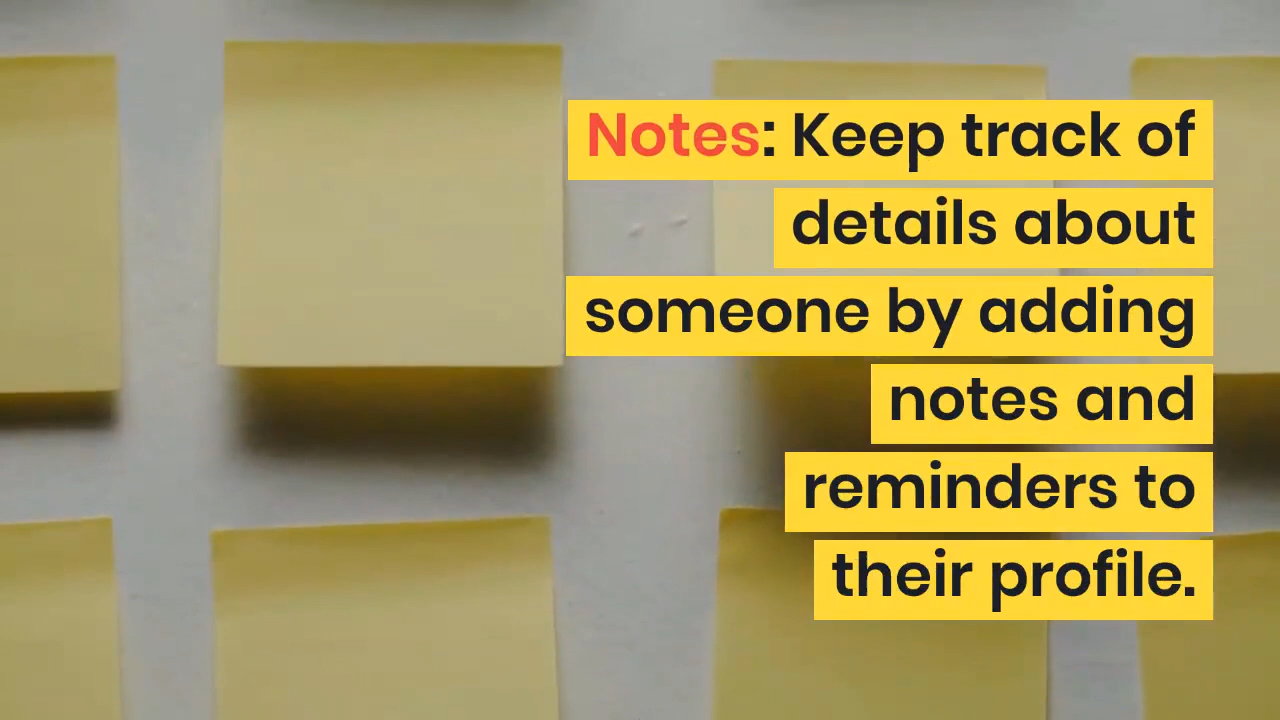 Notes: Keep track of
details about
someone by adding
notes and
reminders to
their profile.